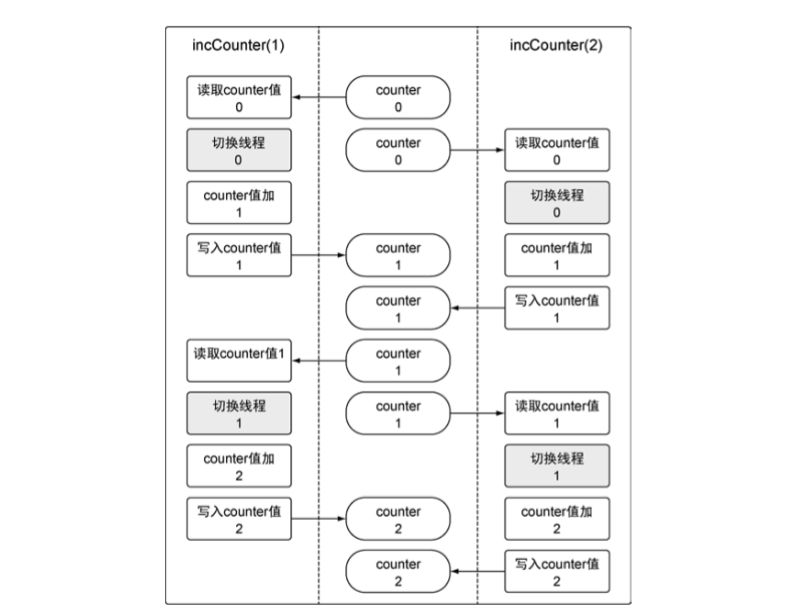 incCounter(1)
incCounter(2)
读取counter值
0
counter
0
切换线程
0
counter
0
读取counter值
0
counter值加
1
切换线程
0
写入counter值
1
counter
1
counter值加
1
counter
1
写入counter值
1
读取counter值1
counter
1
切换线程
1
counter
1
读取counter值
1
counter值加
2
切换线程
1
写入counter值
2
counter
2
counter值加
2
counter
2
写入counter值
2